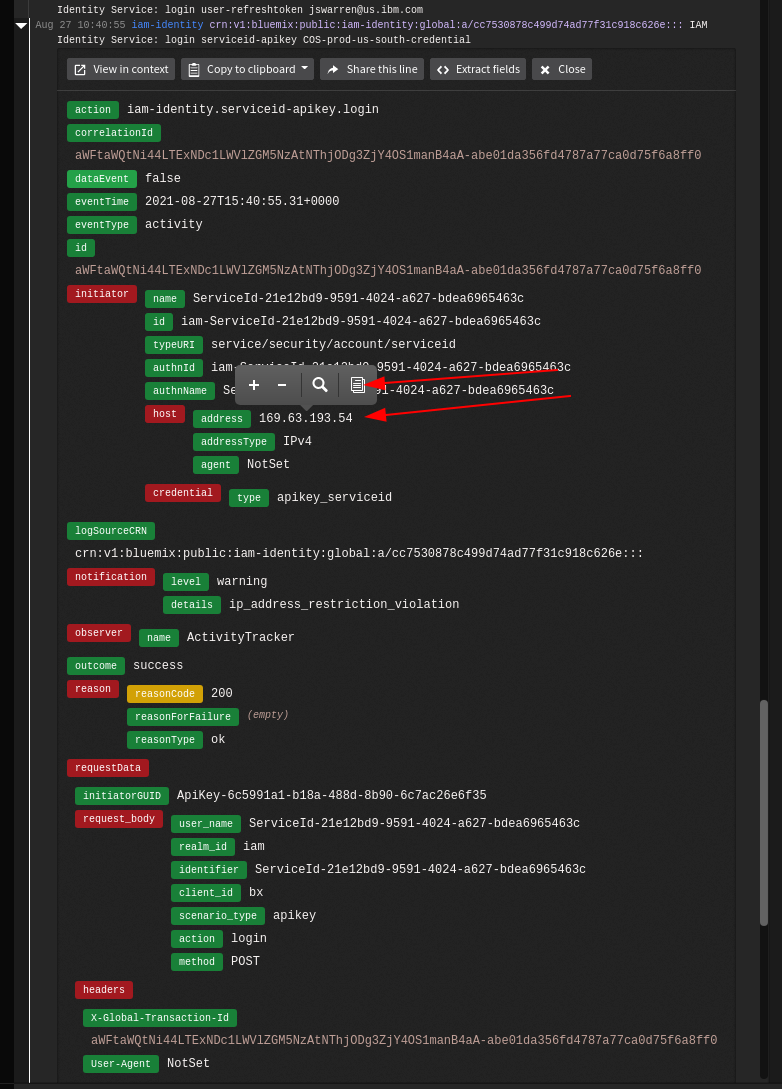 Identity Service: login user-refreshtoken jswarren@us.ibm.com
Aug 27 10:40:55 iam-identity crn:v1:bluemix:public:iam-identity:global:a/cc7530878c499d74ad77f31c918c626e::: IAM
Identity Service: login serviceid-apikey COS-prod-us-south-credential
View in context Copy to clipboard Share this line Extract fields Close
action iam-identity.serviceid-apikey.login
correlationId
aWFtaWQtNi44LTExNDc1LWVlZGM5NzAtNThjODg3ZjY4OS1manB4aA-abe01da356fd4787a77ca0d75f6a8ff0
dataEvent false
eventTime 2021-08-27T15:40:55.31+0000
eventType activity
id
aWFtaWQtNi44LTExNDc1LWVlZGM5NzAtNThjODg3ZjY4OS1manB4aA-abe01da356fd4787a77ca0d75f6a8ff0
initiator name ServiceId-21e12bd9-9591-4024-a627-bdea6965463c
id iam-ServiceId-21e12bd9-9591-4024-a627-bdea6965463c
typeURI service/security/account/serviceid
authnId iam-ServiceId-21e12bd9-9591-4024-a627-bdea6965463c
authnName Se 91-4024-a627-bdea6965463c
host address 169.63.193.54
addressType IPv4
agent NotSet
credential type apikey_serviceid
logSourceCRN
crn:v1:bluemix:public:iam-identity:global:a/cc7530878c499d74ad77f31c918c626e:::
notification level warning
details ip_address_restriction_violation
observer name ActivityTracker
outcome success
reason reasonCode 200
reasonForFailure (empty)
reasonType ok
requestData
initiatorGUID ApiKey-6c5991a1-b18a-488d-8b90-6c7ac26e6f35
request_body user_name ServiceId-21e12bd9-9591-4024-a627-bdea6965463c
realm_id iam
identifier ServiceId-21e12bd9-9591-4024-a627-bdea6965463c
client_id bx
scenario_type apikey
action login
method POST
headers
X-Global-Transaction-Id
aWFtaWQtNi44LTExNDc1LWVlZGM5NzAtNThjODg3ZjY4OS1manB4aA-abe01da356fd4787a77ca0d75f6a8ff0
User-Agent NotSet